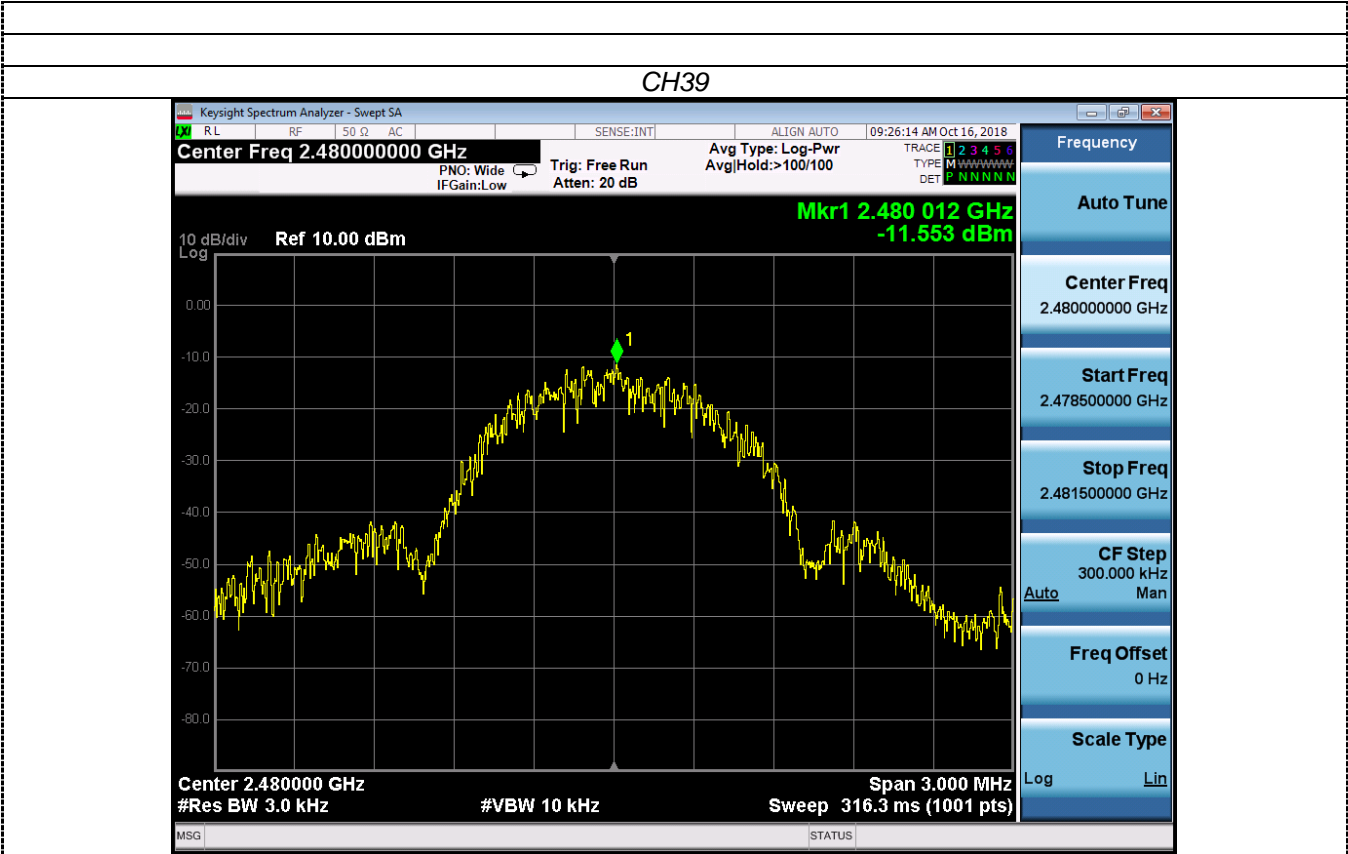 CH39
Keysight Spectrum Analyzer - Swept SA
LXI RL RF 50 Ω AC SENSE:INT ALIGN AUTO 09:26:14 AM Oct 16, 2018
Center Freq 2.480000000 GHz
PNO: Wide
IFGain:Low
Trig: Free Run
Atten: 20 dB
Avg Type: Log-Pwr
Avg|Hold:>100/100
TRACE 1 2 3 4 5 6
TYPE M WWWWW
DET P N N N N N
Mkr1 2.480 012 GHz
-11.553 dBm
10 dB/div Ref 10.00 dBm
Log
0.00
1
-10.0
-20.0
-30.0
-40.0
-50.0
-60.0
-70.0
-80.0
Center 2.480000 GHz Span 3.000 MHz
#Res BW 3.0 kHz #VBW 10 kHz Sweep 316.3 ms (1001 pts)
MSG STATUS
Frequency
Auto Tune
Center Freq
2.480000000 GHz
Start Freq
2.478500000 GHz
Stop Freq
2.481500000 GHz
CF Step
300.000 kHz
Auto Man
Freq Offset
0 Hz
Scale Type
Log Lin